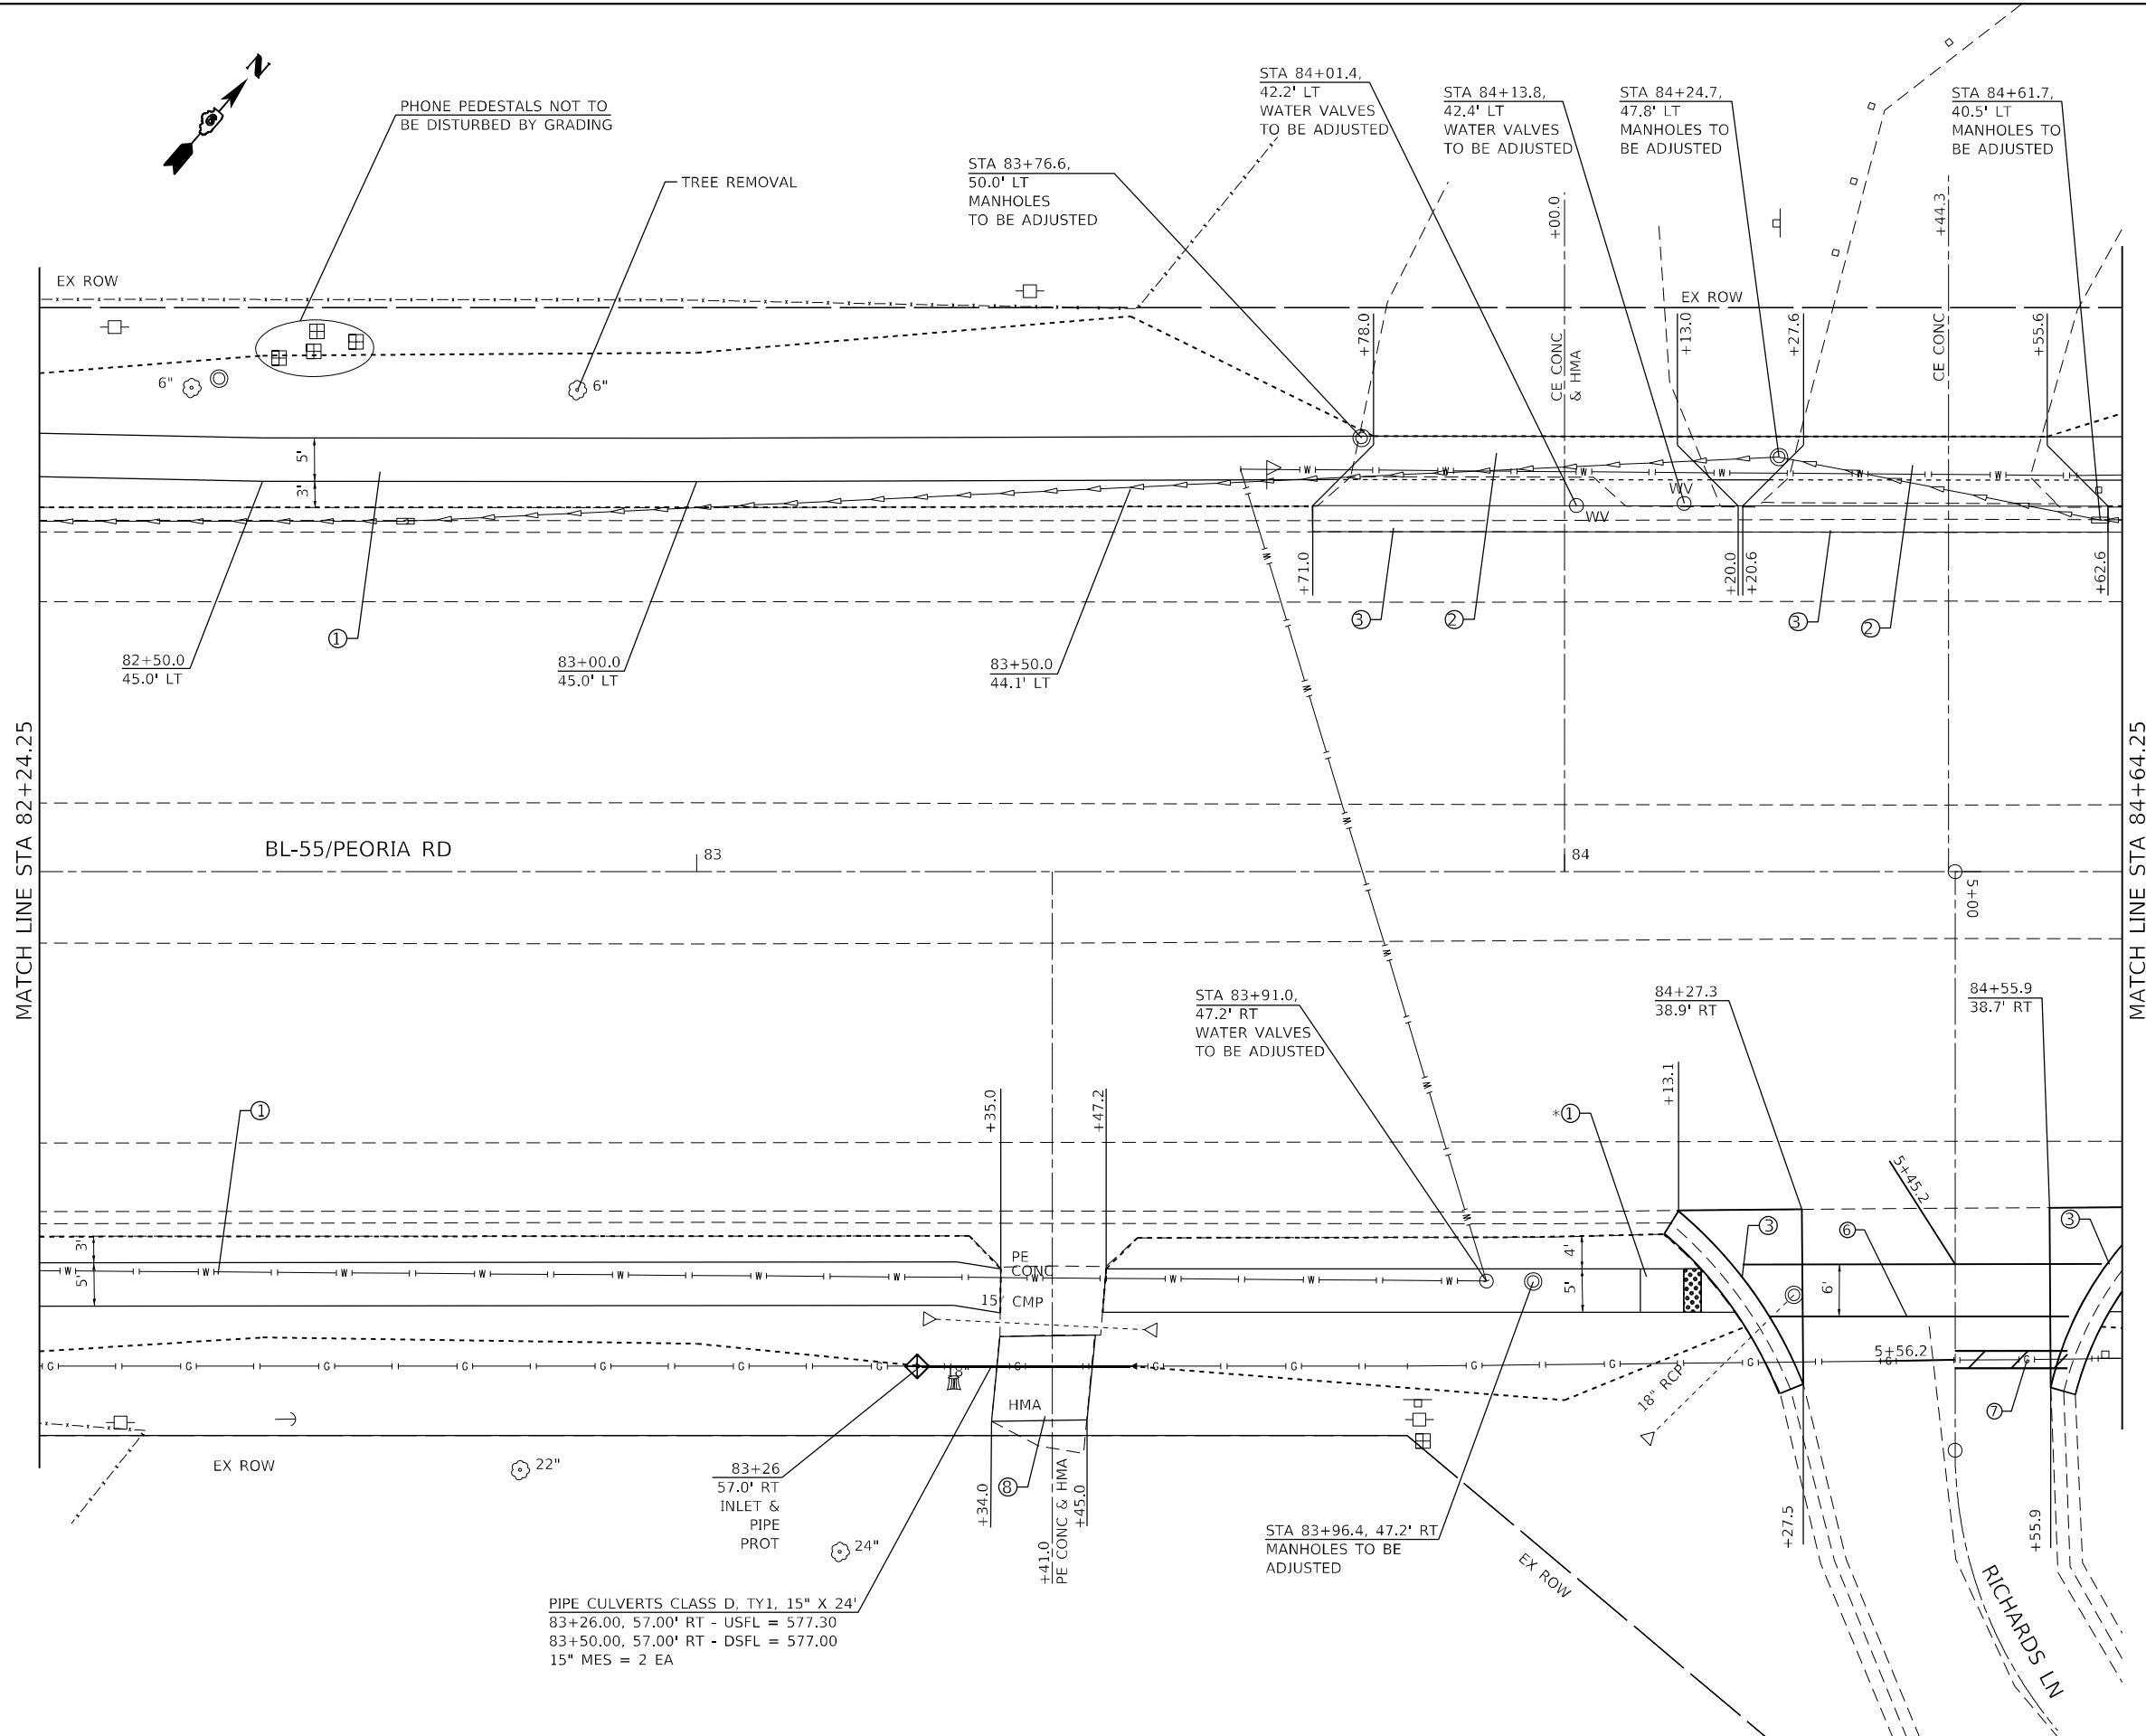 N
PHONE PEDESTALS NOT TO
BE DISTURBED BY GRADING
TREE REMOVAL
STA 83+76.6,
50.0' LT
MANHOLES
TO BE ADJUSTED
STA 84+01.4,
42.2' LT
WATER VALVES
TO BE ADJUSTED
STA 84+13.8,
42.4' LT
WATER VALVES
TO BE ADJUSTED
STA 84+24.7,
47.8' LT
MANHOLES TO
BE ADJUSTED
STA 84+61.7,
40.5' LT
MANHOLES TO
BE ADJUSTED
+00.0
+44.3
EX ROW
EX ROW
+78.0
CE CONC
& HMA
+13.0
+27.6
CE CONC
+55.6
6"
6"
5'
3'
W W W W W W
WV
WV
+71.0
+20.0
+20.6
+62.6
1
3
2
3
2
82+50.0
45.0' LT
83+00.0
45.0' LT
83+50.0
44.1' LT
MATCH LINE STA 82+24.25
MATCH LINE STA 84+64.25
BL-55/PEORIA RD
83
84
5+00
W W W W W W W
STA 83+91.0,
47.2' RT
WATER VALVES
TO BE ADJUSTED
84+27.3
38.9' RT
84+55.9
38.7' RT
1
+35.0
+47.2
*1
+13.1
5+45.2
3
6
3
3'
5'
PE
CONC
4'
5'
6'
W W W W W W W W W W W
15" CMP
18"
G G G G G G G G G G G G G G
5+56.2
7
18" RCP
HMA
EX ROW
22"
24"
83+26
57.0' RT
INLET &
PIPE
PROT
+34.0
8
+41.0
PE CONC & HMA
+45.0
STA 83+96.4, 47.2' RT
MANHOLES TO BE
ADJUSTED
EX ROW
+27.5
+55.9
RICHARDS LN
PIPE CULVERTS CLASS D, TY1, 15" X 24'
83+26.00, 57.00' RT - USFL = 577.30
83+50.00, 57.00' RT - DSFL = 577.00
15" MES = 2 EA